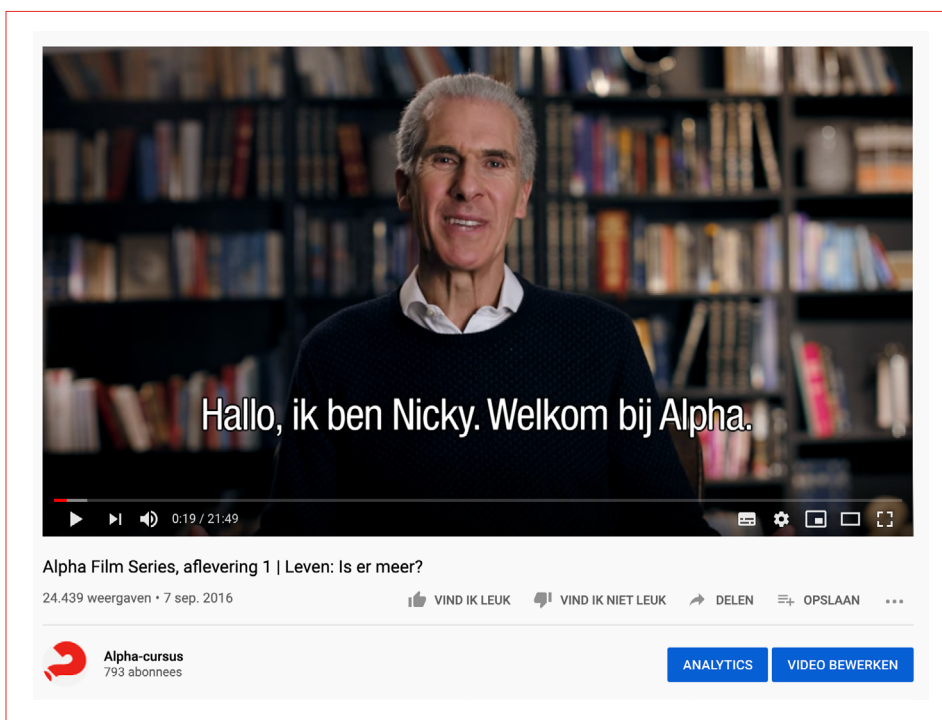 Hallo, ik ben Nicky. Welkom bij Alpha.
0:19 / 21:49
Alpha Film Series, aflevering 1 | Leven: Is er meer?
24.439 weergaven • 7 sep. 2016 VIND IK LEUK VIND IK NIET LEUK DELEN OPSLAAN
Alpha-cursus
793 abonnees
ANALYTICS VIDEO BEWERKEN